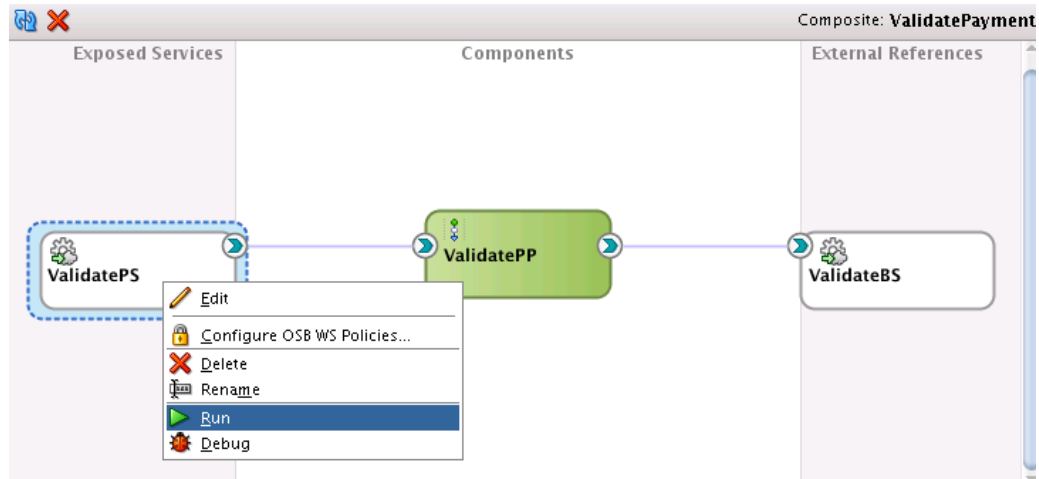 Composite: ValidatePayment
Exposed Services
Components
External References
ValidatePS
ValidatePP
ValidateBS
Edit
Configure OSB WS Policies...
Delete
Rename
Run
Debug